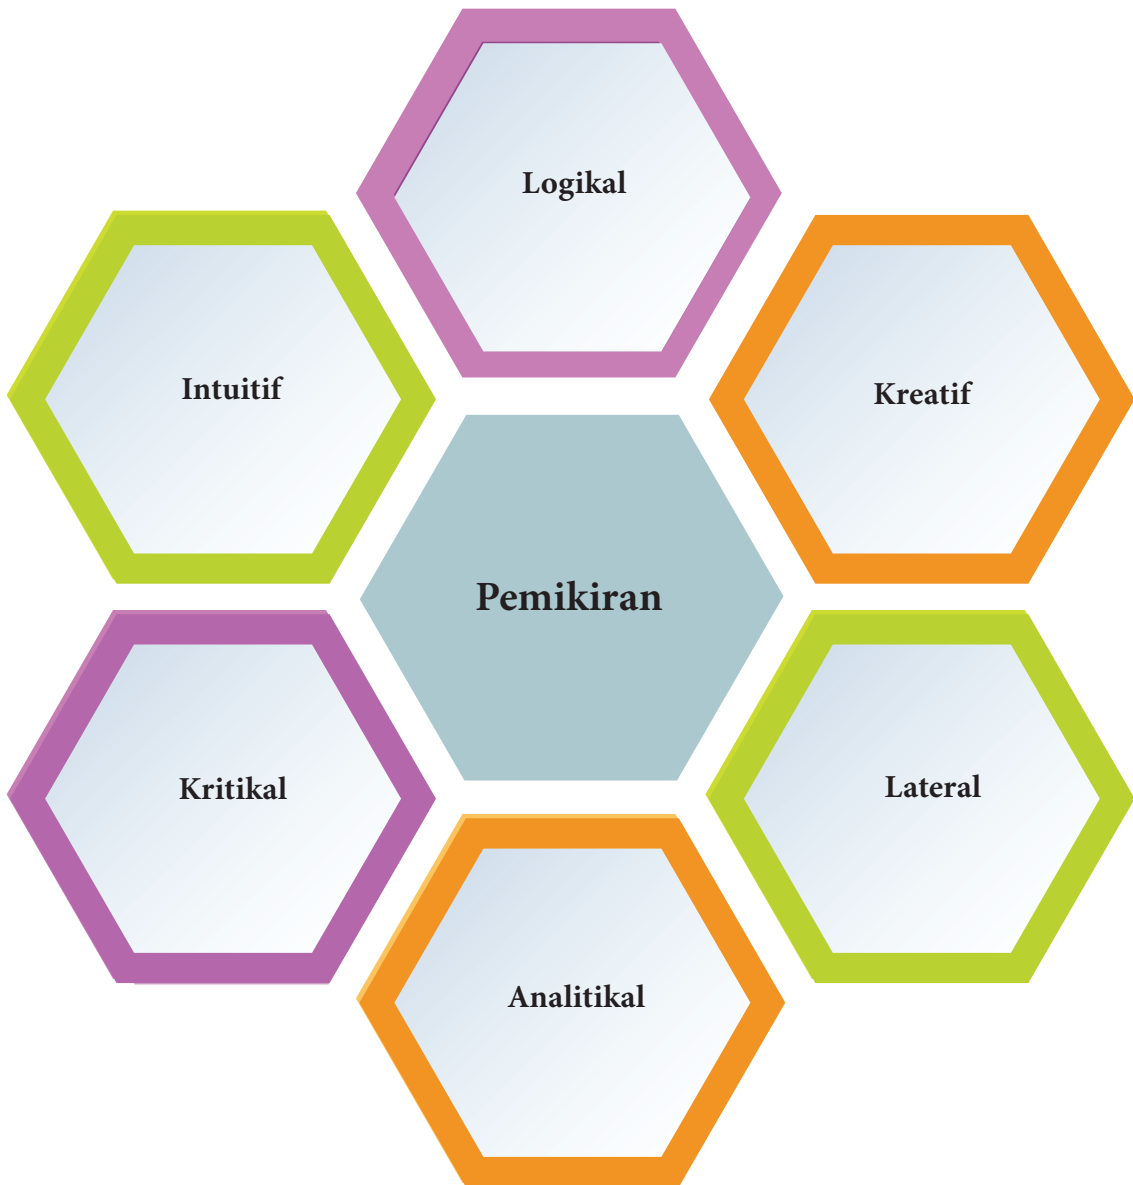 Logikal
Intuitif
Kreatif
Pemikiran
Kritikal
Lateral
Analitikal